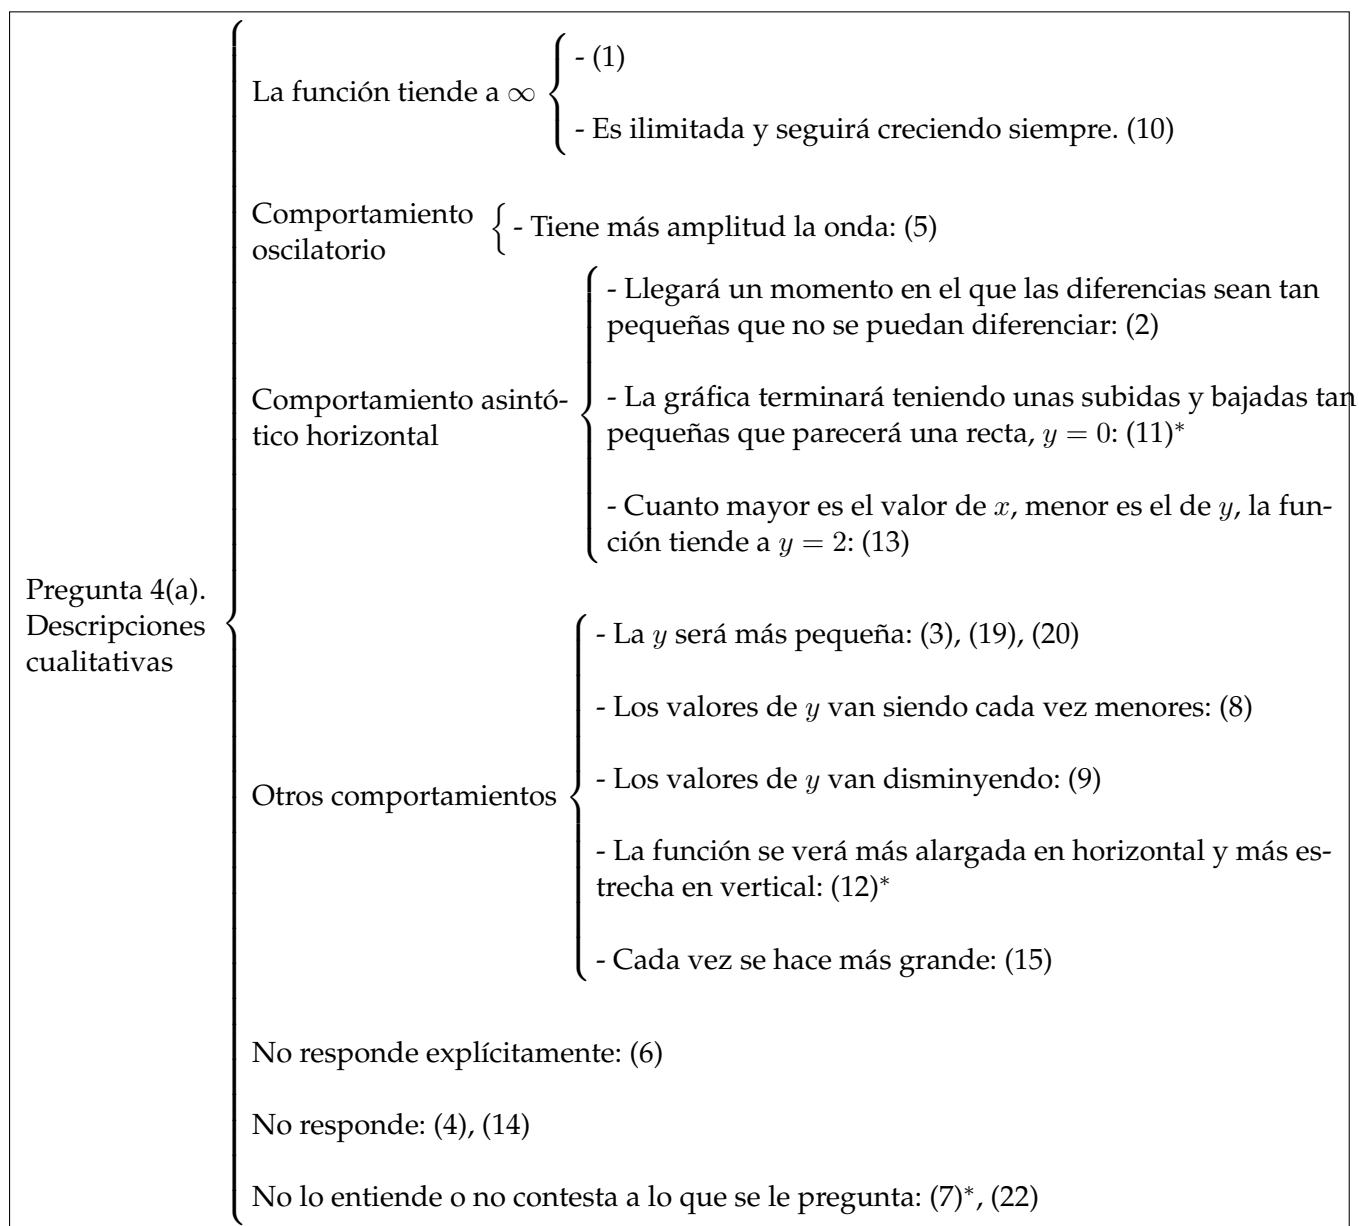 La función tiende a ∞
- (1)
- Es ilimitada y seguirá creciendo siempre. (10)
Comportamiento
oscilatorio
- Tiene más amplitud la onda: (5)
Comportamiento asintó-
tico horizontal
- Llegará un momento en el que las diferencias sean tan
pequeñas que no se puedan diferenciar: (2)
- La gráfica terminará teniendo unas subidas y bajadas tan
pequeñas que parecerá una recta, y = 0: (11)*
- Cuanto mayor es el valor de x, menor es el de y, la fun-
ción tiende a y = 2: (13)
Pregunta 4(a).
Descripciones
cualitativas
Otros comportamientos
- La y será más pequeña: (3), (19), (20)
- Los valores de y van siendo cada vez menores: (8)
- Los valores de y van disminyendo: (9)
- La función se verá más alargada en horizontal y más es-
trecha en vertical: (12)*
- Cada vez se hace más grande: (15)
No responde explícitamente: (6)
No responde: (4), (14)
No lo entiende o no contesta a lo que se le pregunta: (7)*, (22)